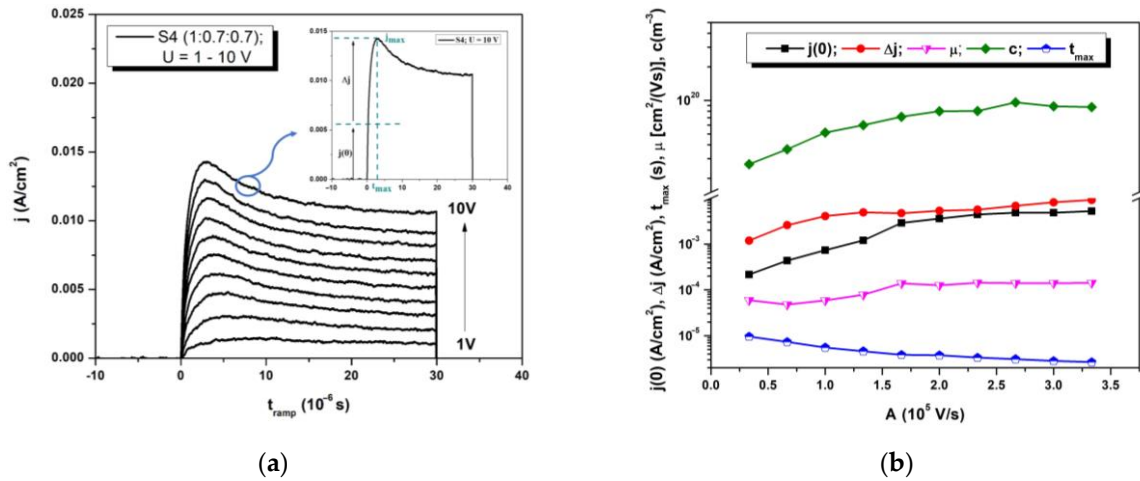 S4 (1:0.7:0.7);
U = 1 - 10 V
j (A/cm²)
0.025
0.020
0.015
0.010
0.005
0.000
-10
0
10
20
30
40
t_ramp (10⁻⁶ s)
10V
1V
S4; U = 10 V
0.015
0.010
0.005
0.000
-10
0
10
20
30
40
j_max
Δj
j(0)
t_max
(a)
j(0); Δj; μ; c; t_max
j(0) (A/cm²), Δj (A/cm²), t_max (s), μ [cm²/(Vs)], c(m⁻³)
10²⁰
10⁻³
10⁻⁴
10⁻⁵
0.0
0.5
1.0
1.5
2.0
2.5
3.0
3.5
A (10⁵ V/s)
(b)